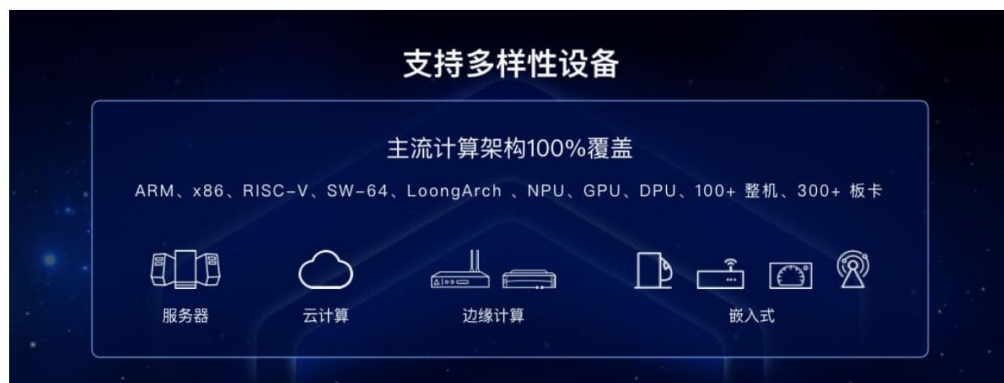 支持多样性设备
主流计算架构100%覆盖
ARM、x86、RISC-V、SW-64、LoongArch 、NPU、GPU、DPU、100+ 整机、300+ 板卡
服务器 云计算 边缘计算 嵌入式